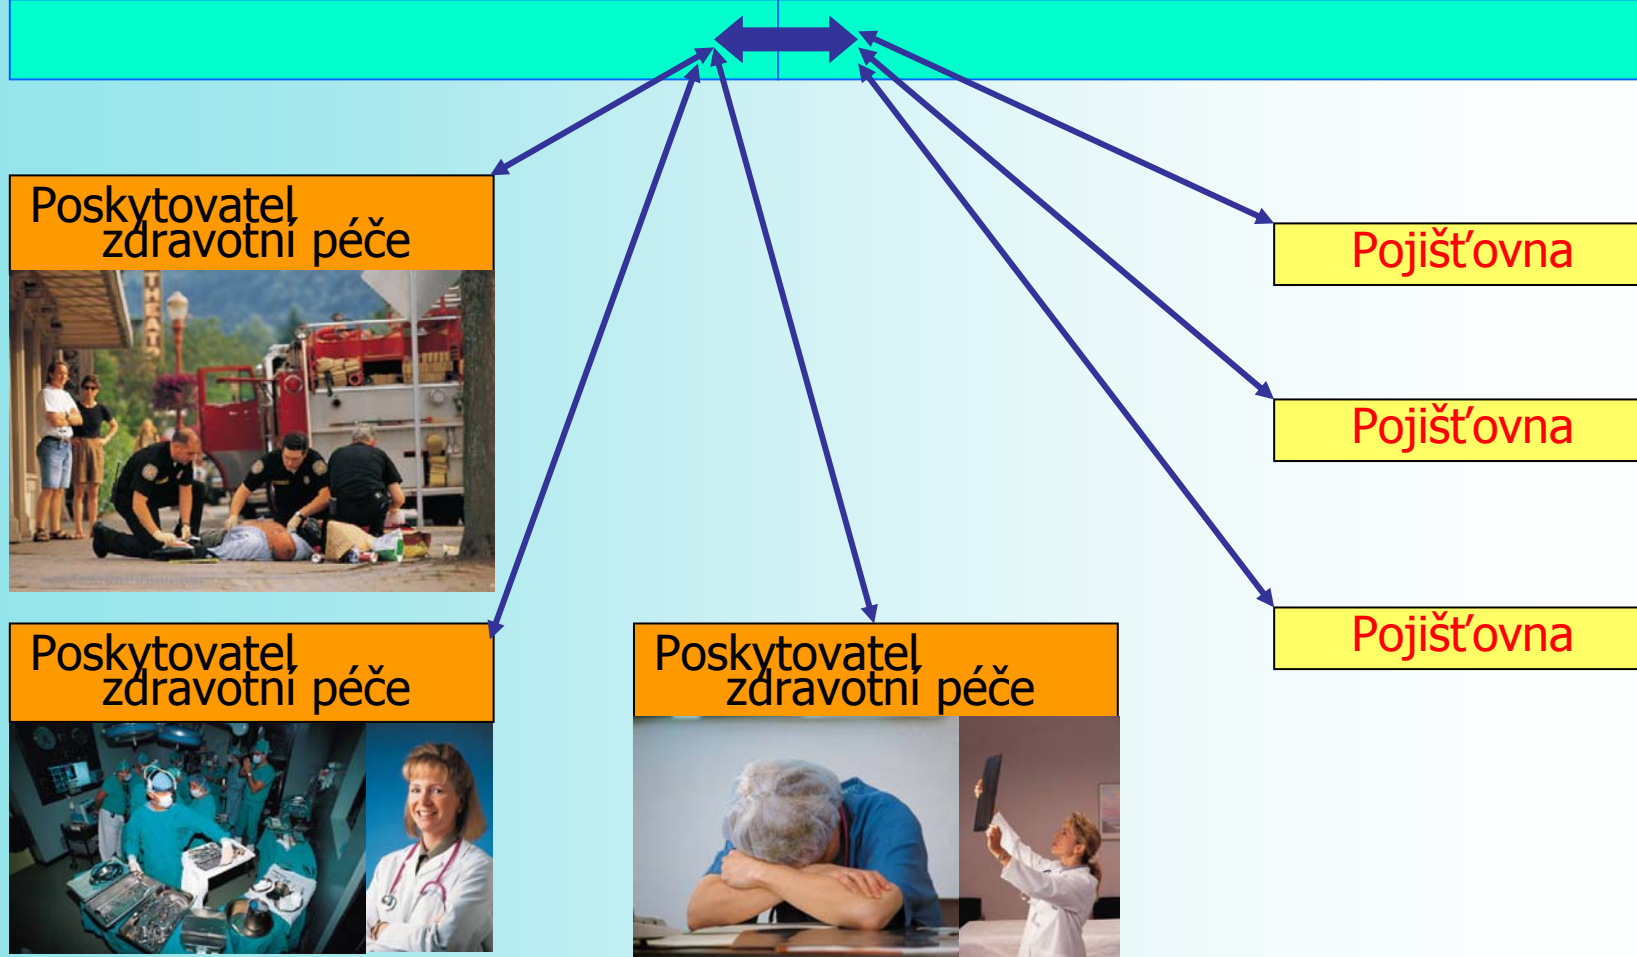 Poskytovatel
zdravotní péče
Pojišťovna
Pojišťovna
Poskytovatel
zdravotní péče
Poskytovatel
zdravotní péče
Pojišťovna